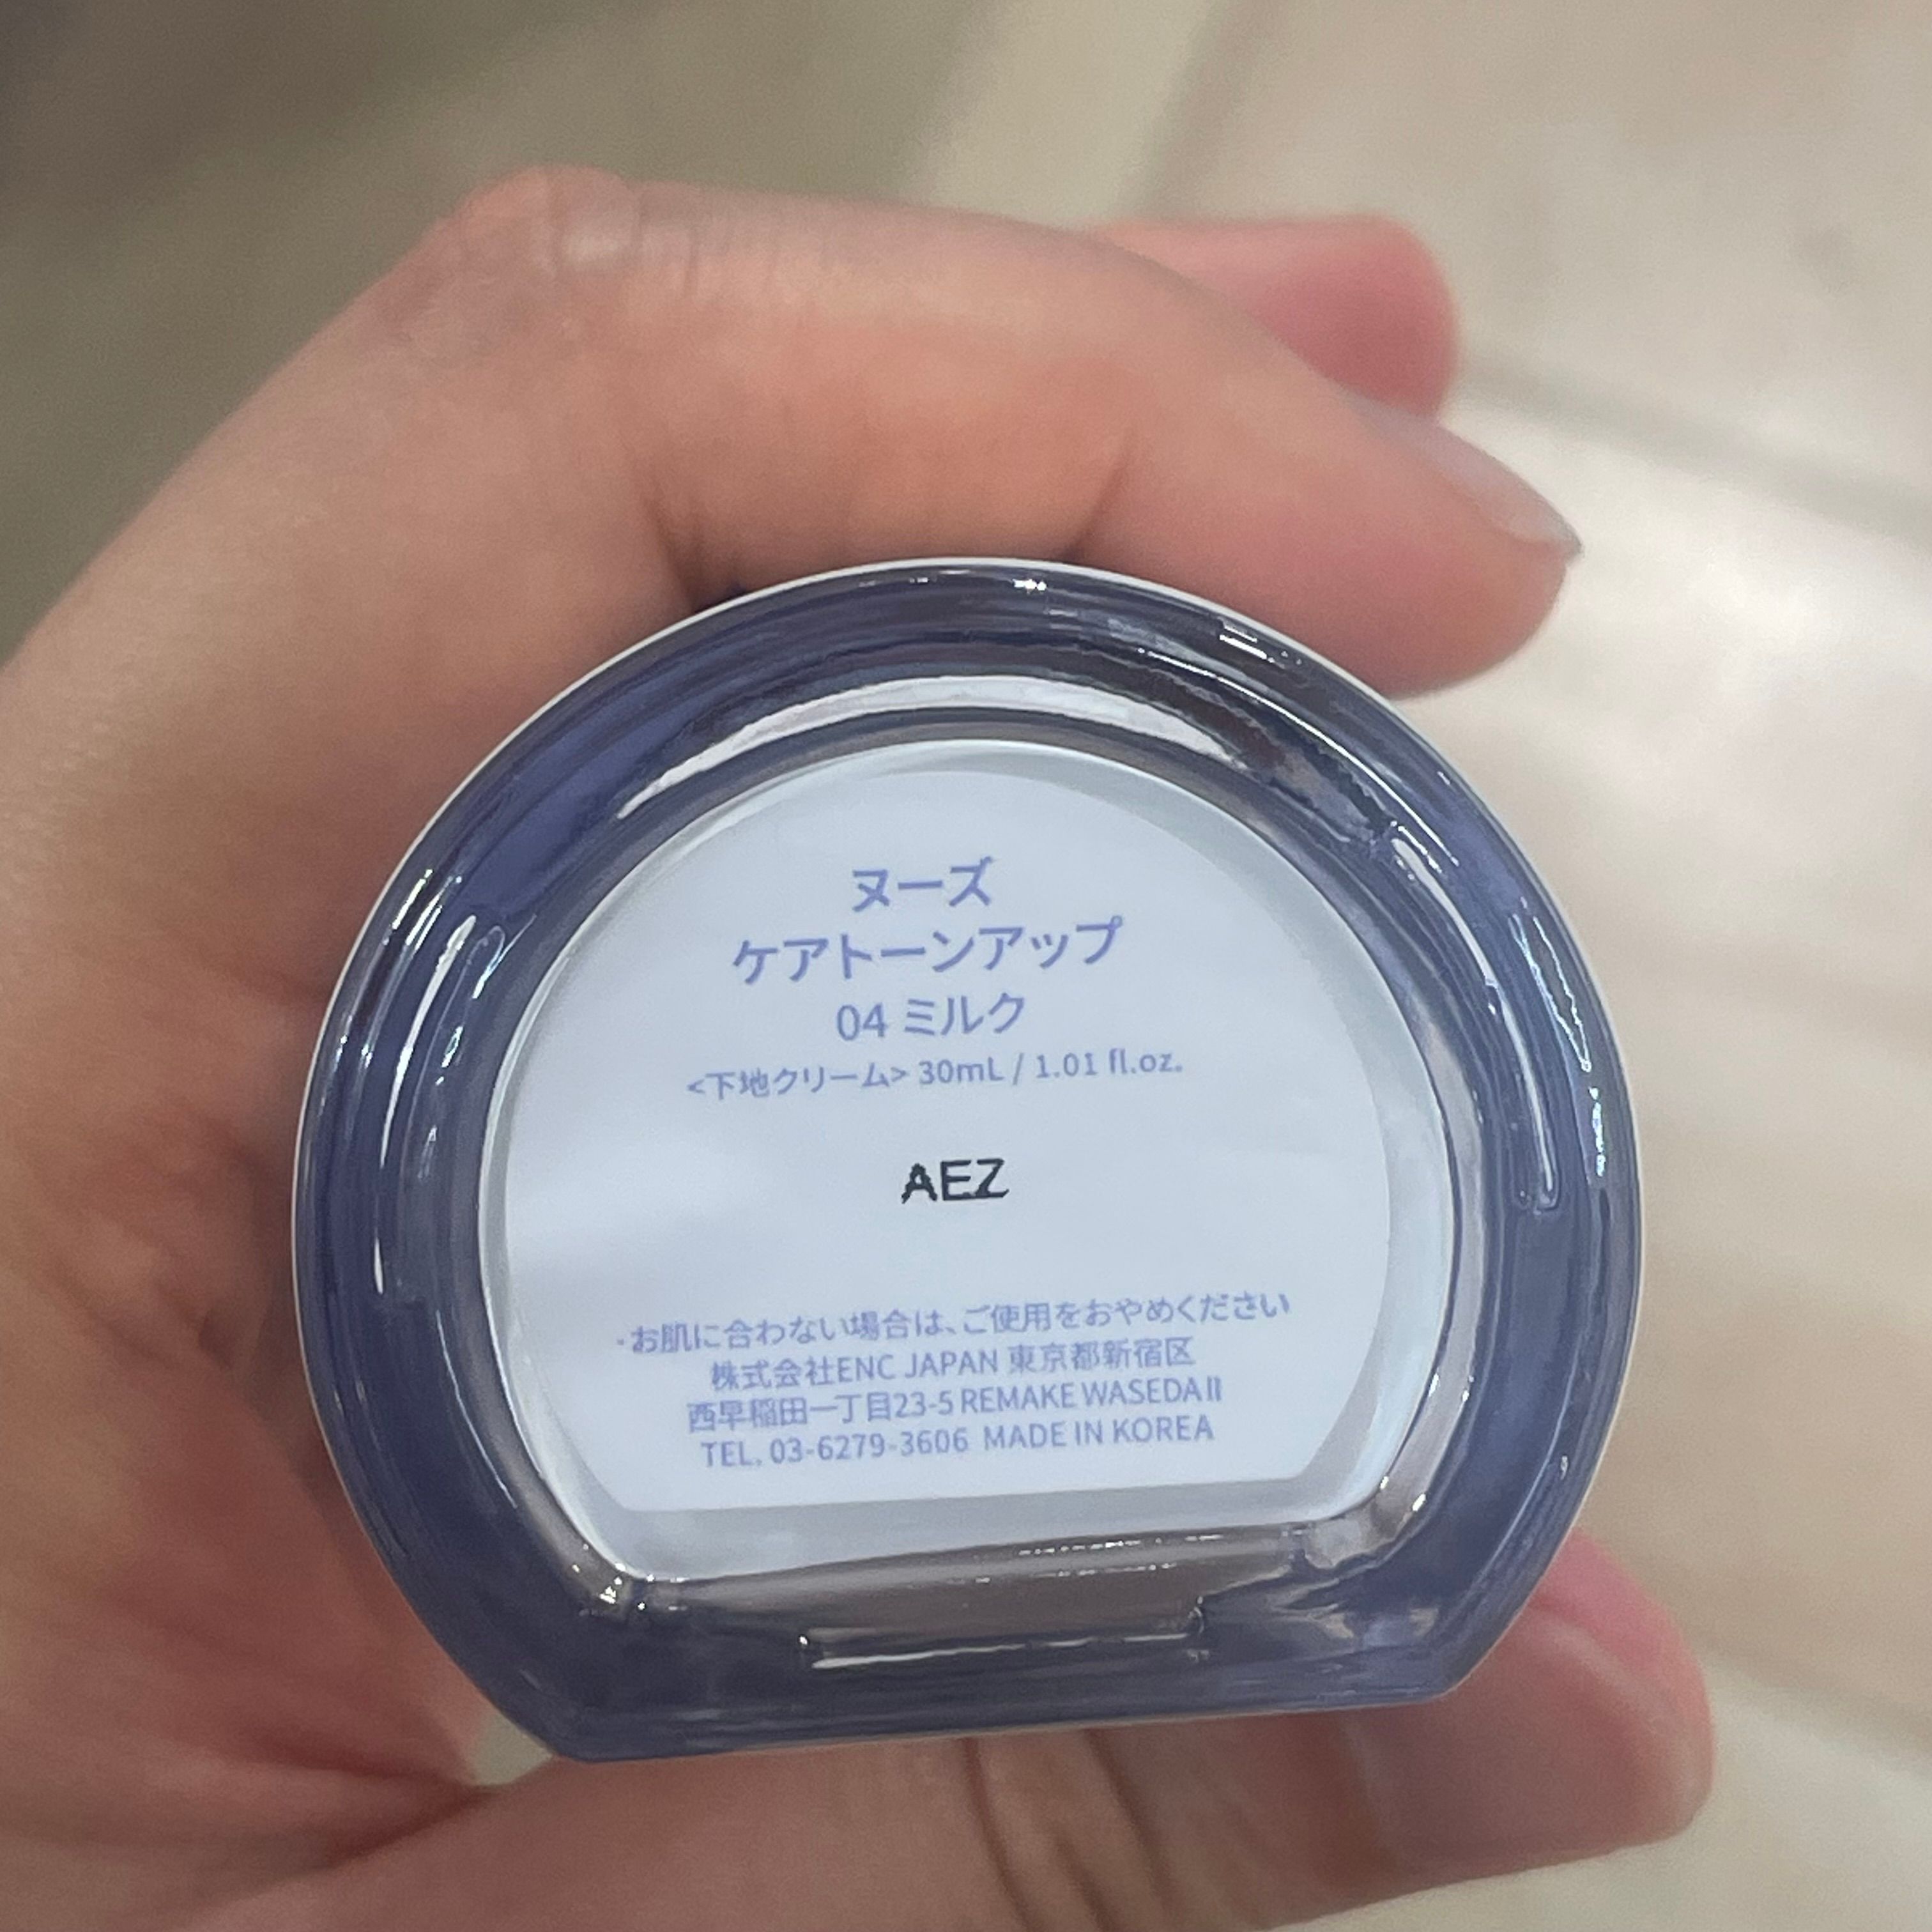 ヌーズ
ケアトーンアップ
04 ミルク
<下地クリーム> 30mL / 1.01 fl.oz.
AEZ
・お肌に合わない場合は、ご使用をおやめください
株式会社ENC JAPAN 東京都新宿区
西早稲田一丁目23-5 REMAKE WASEDA II
TEL. 03-6279-3606 MADE IN KOREA